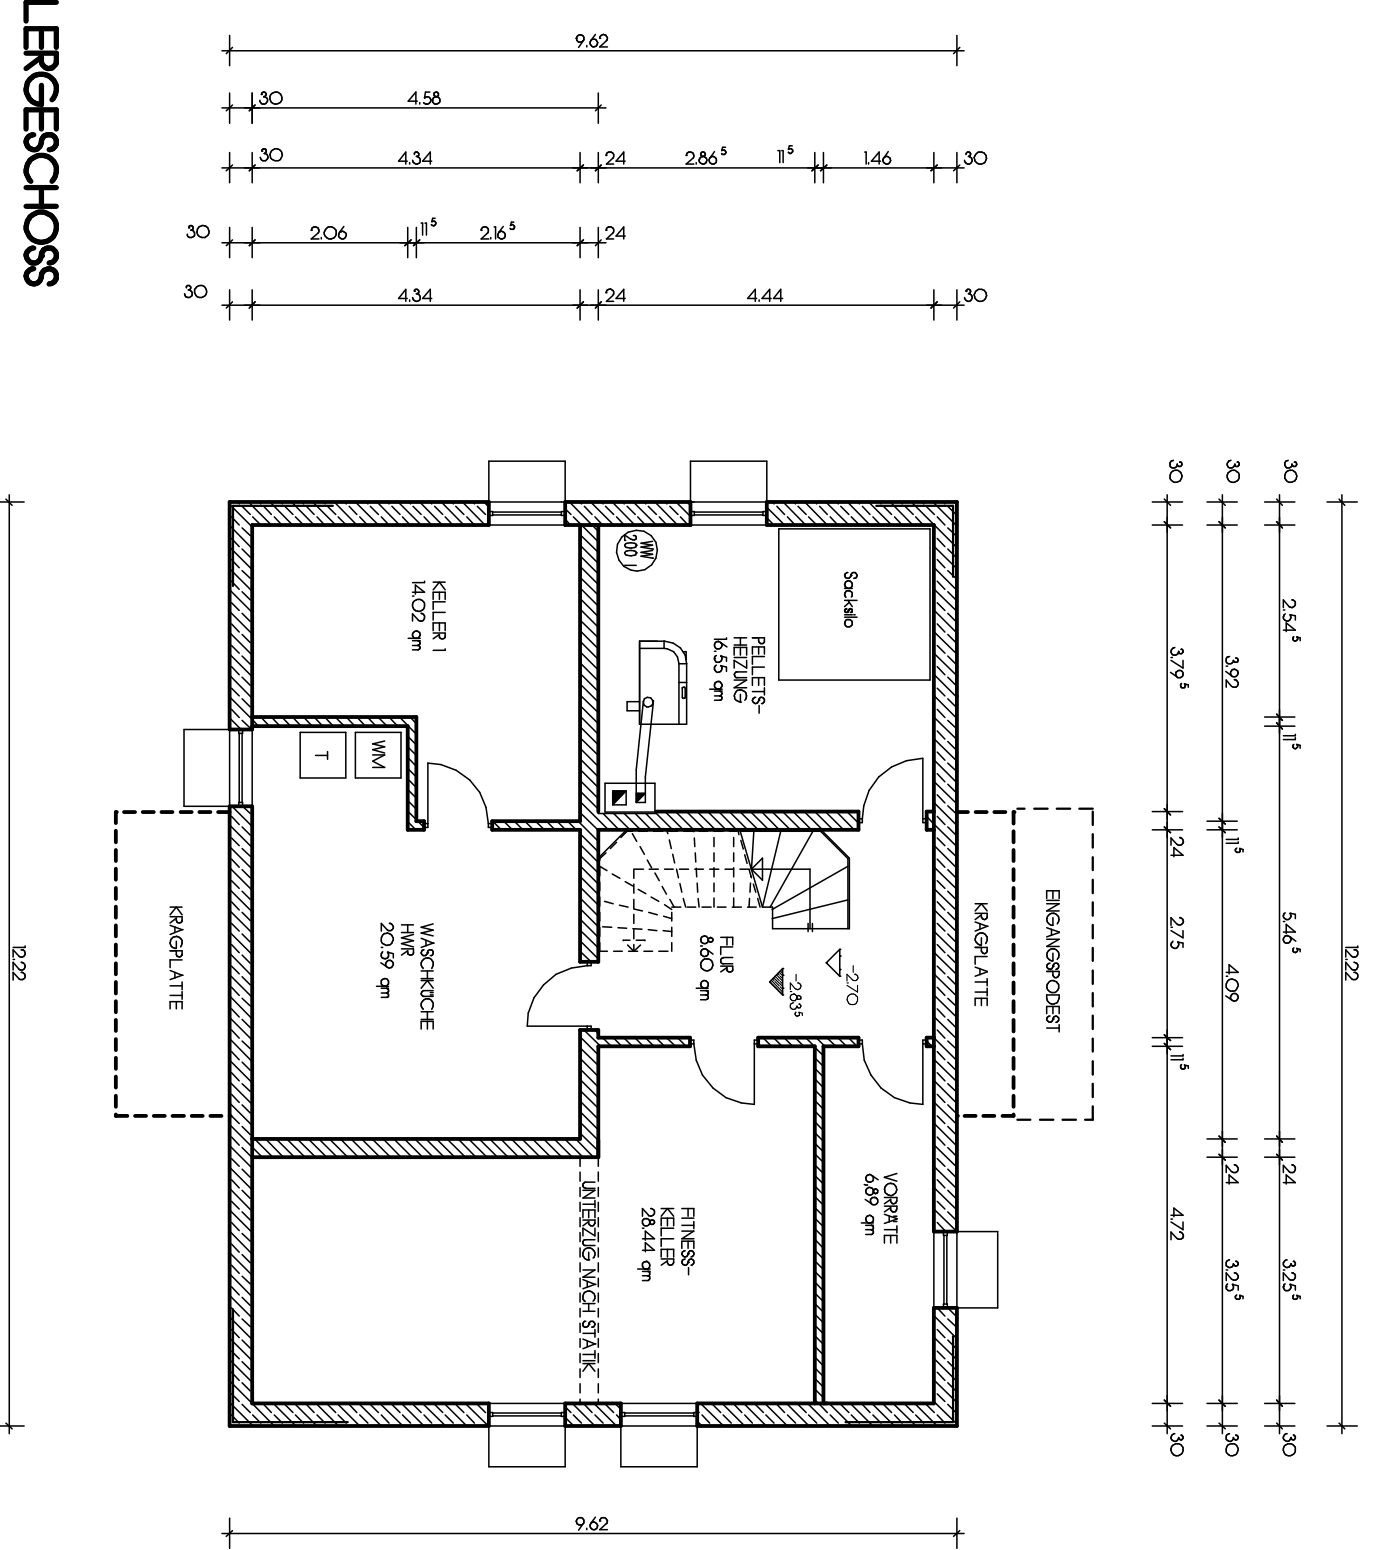 LERGESCHOSS
9.62
30 4.58
30 4.34 24 2.86⁵ 11⁵ 1.46 30
30 2.06 11⁵ 2.16⁵ 24
30 4.34 24 4.44 30
12.22
30 2.54⁵ 11⁵ 5.46⁵ 24 3.25⁵ 30
30 3.92 11⁵ 4.09 24 3.25⁵ 30
30 3.79⁵ 24 2.75 11⁵ 4.72 30
EINGANGSPODEST
KRAGPLATTE
Sacksilo
WW
200 l
PELLETS-
HEIZUNG
16.55 qm
KELLER 1
14.02 qm
WM
T
WASCHKÜCHE
HWR
20.59 qm
FLUR
8.60 qm
-2.70
-2.83⁵
VORRÄTE
6,89 qm
FITNESS-
KELLER
28.44 qm
UNTERZUG NACH STATIK
KRAGPLATTE
12.22
9.62